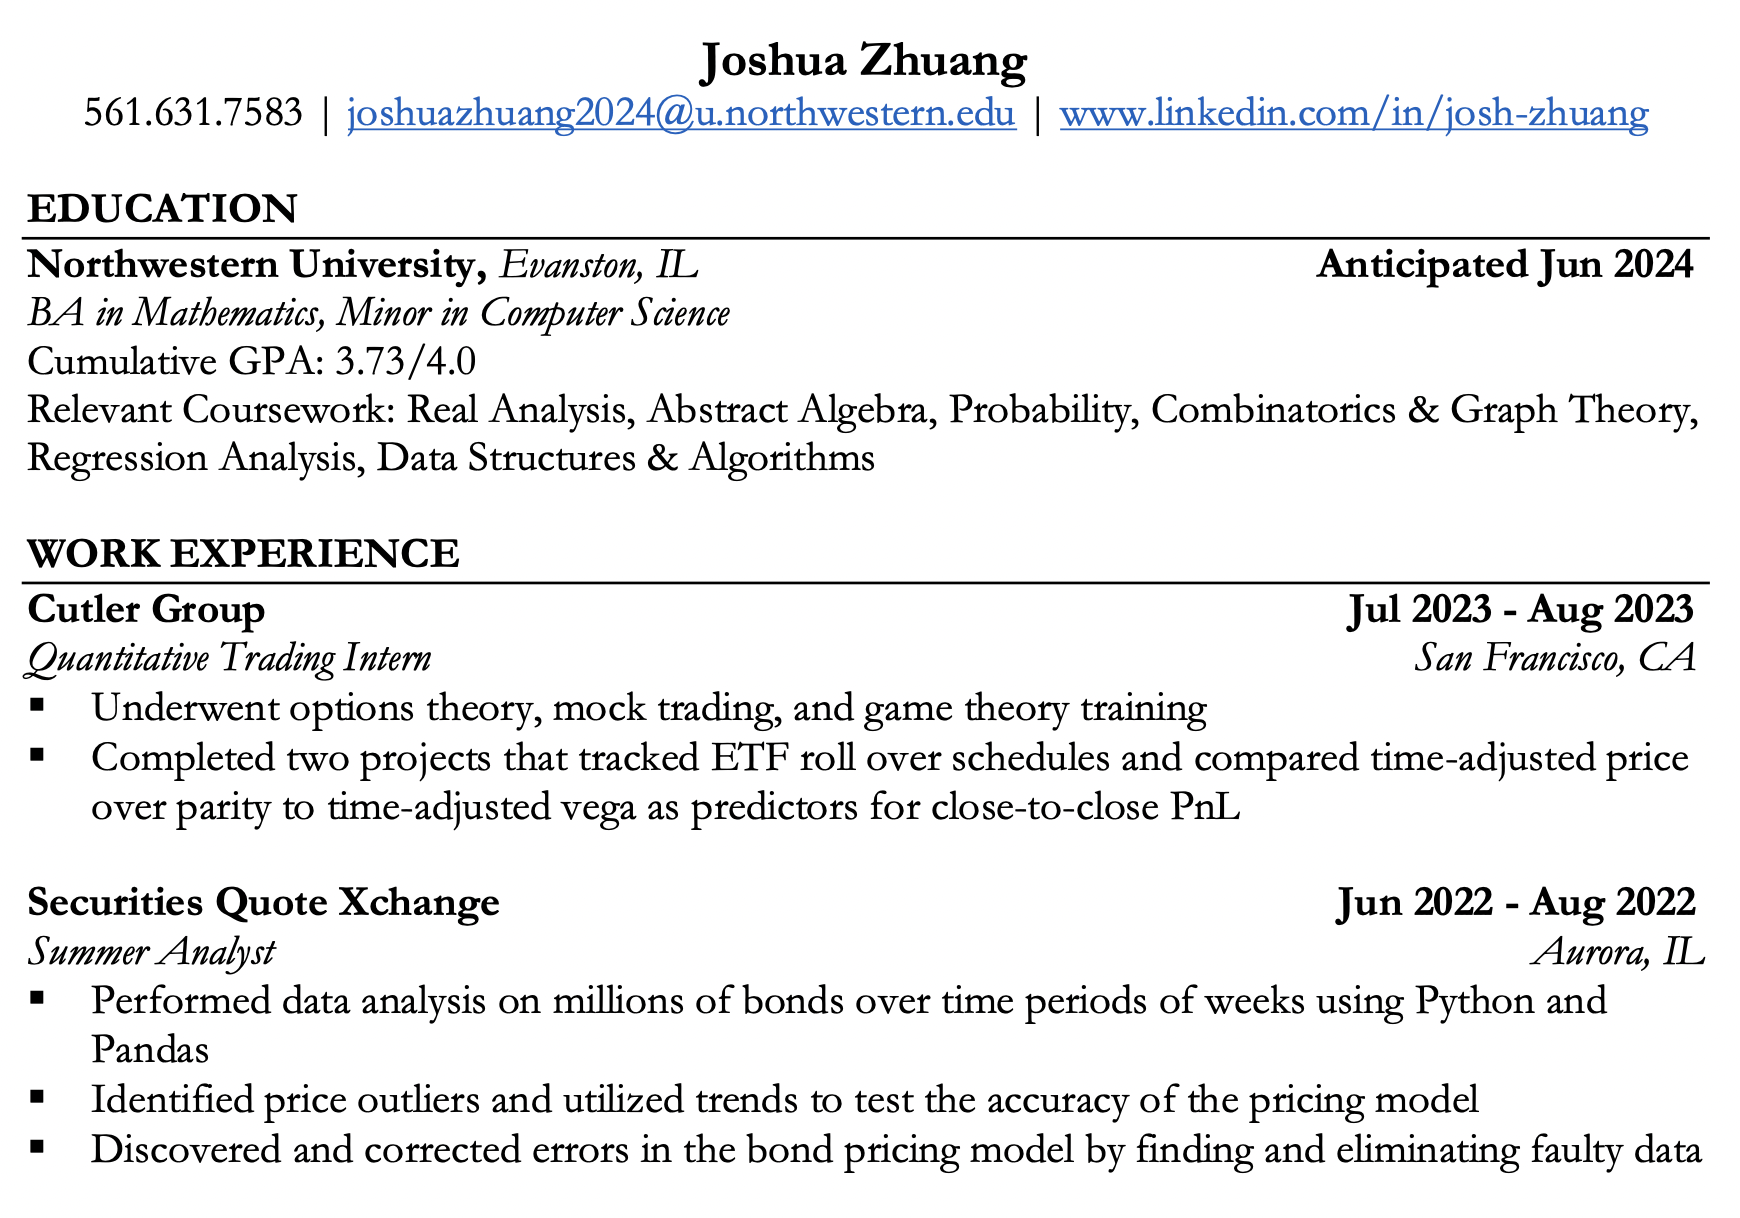 Joshua Zhuang
561.631.7583 | joshuazhuang2024@u.northwestern.edu | www.linkedin.com/in/josh-zhuang
EDUCATION
Northwestern University, Evanston, IL Anticipated Jun 2024
BA in Mathematics, Minor in Computer Science
Cumulative GPA: 3.73/4.0
Relevant Coursework: Real Analysis, Abstract Algebra, Probability, Combinatorics & Graph Theory,
Regression Analysis, Data Structures & Algorithms
WORK EXPERIENCE
Cutler Group Jul 2023 - Aug 2023
Quantitative Trading Intern San Francisco, CA
▪ Underwent options theory, mock trading, and game theory training
▪ Completed two projects that tracked ETF roll over schedules and compared time-adjusted price
over parity to time-adjusted vega as predictors for close-to-close PnL
Securities Quote Xchange Jun 2022 - Aug 2022
Summer Analyst Aurora, IL
▪ Performed data analysis on millions of bonds over time periods of weeks using Python and
Pandas
▪ Identified price outliers and utilized trends to test the accuracy of the pricing model
▪ Discovered and corrected errors in the bond pricing model by finding and eliminating faulty data